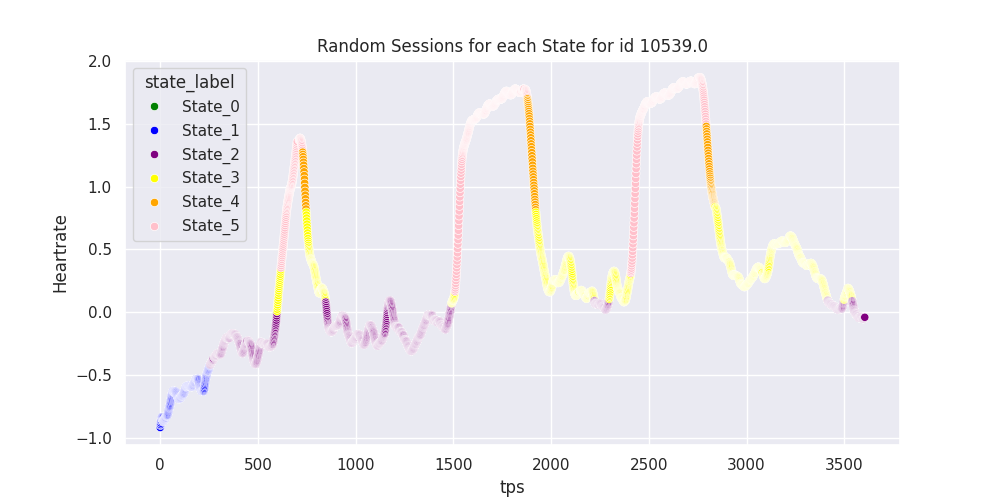 Random Sessions for each State for id 10539.0
2.0
1.5
1.0
0.5
0.0
−0.5
−1.0
Heartrate
state_label
State_0
State_1
State_2
State_3
State_4
State_5
0 500 1000 1500 2000 2500 3000 3500
tps